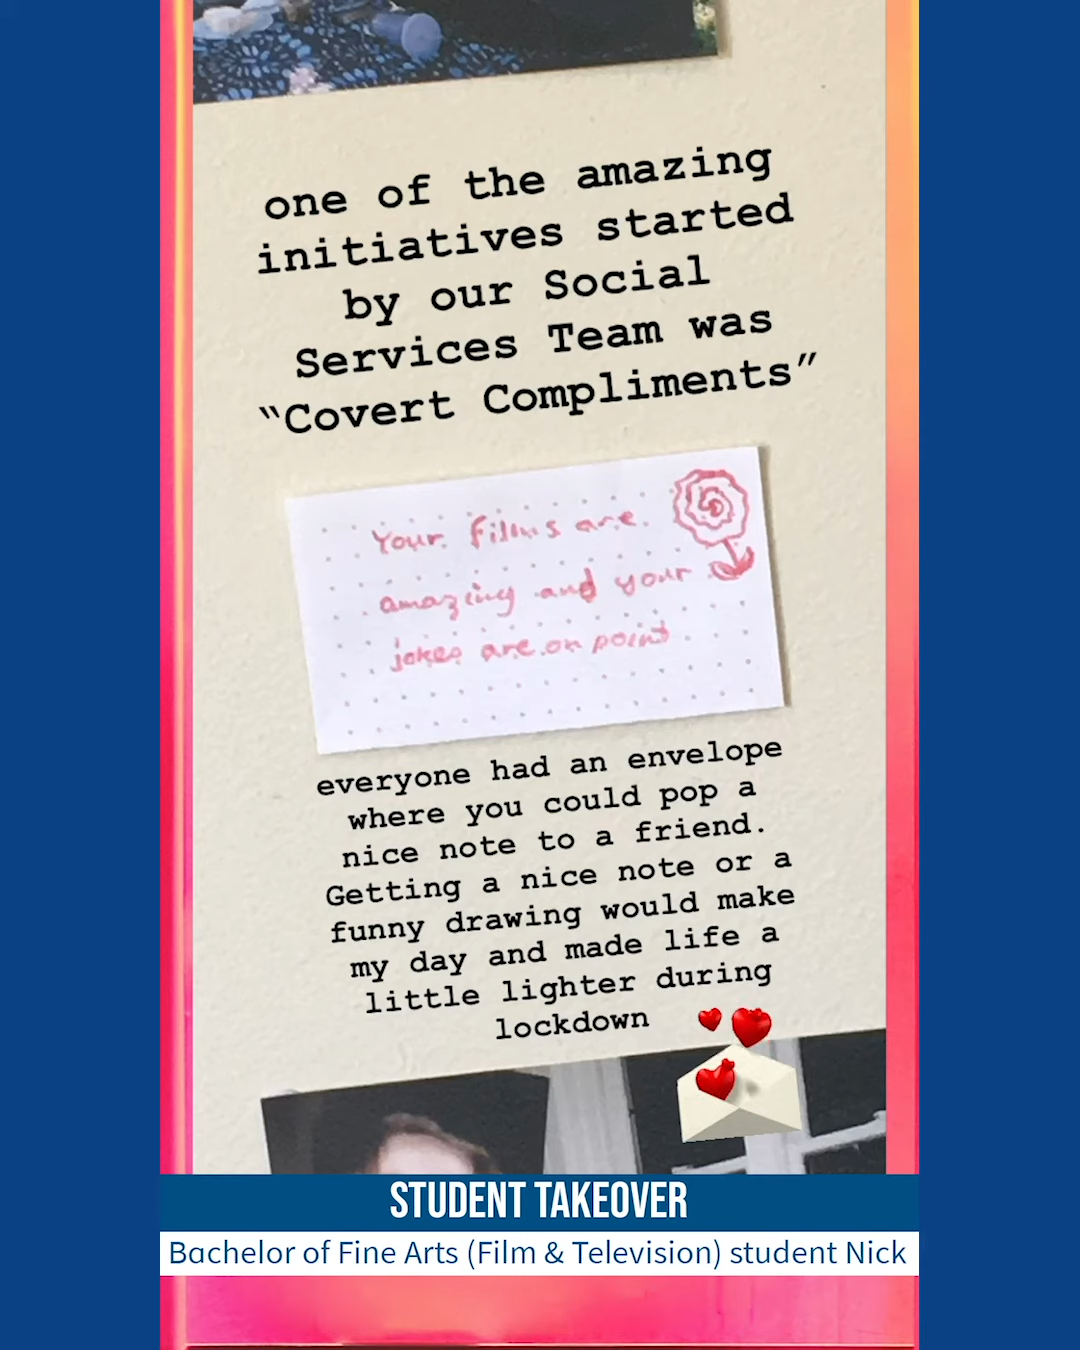 one of the amazing
initiatives started
by our Social
Services Team was
“Covert Compliments”
Your films are
amazing and your
jokes are on point
everyone had an envelope
where you could pop a
nice note to a friend.
Getting a nice note or a
funny drawing would make
my day and made life a
little lighter during
lockdown
STUDENT TAKEOVER
Bachelor of Fine Arts (Film & Television) student Nick